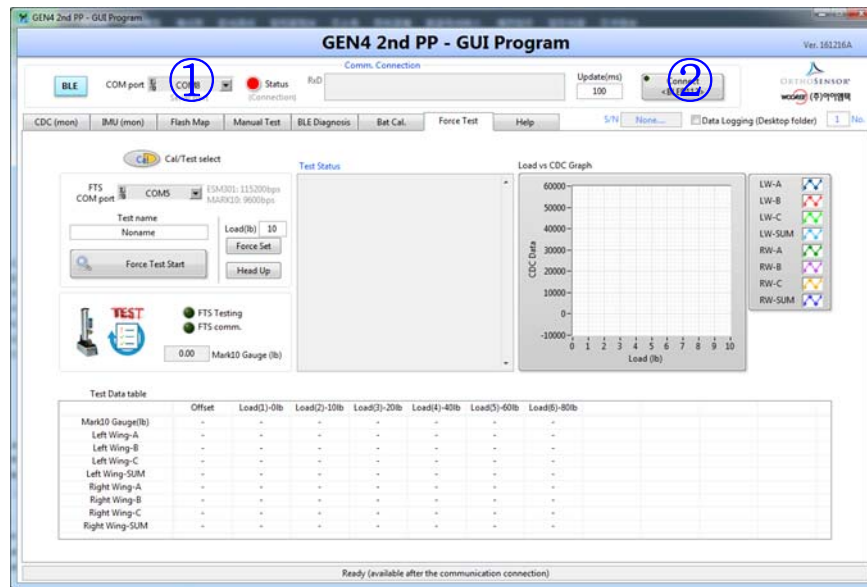 GEN4 2nd PP - GUI Program
GEN4 2nd PP - GUI Program
Ver. 161216A
Comm. Connection
BLE
COM port
COM8
①
Status
(Connection)
RxD
Update(ms)
100
Connect
②
ORTHOSENSOR
(주)아이엠텍
CDC (mon)
IMU (mon)
Flash Map
Manual Test
BLE Diagnosis
Bat Cal.
Force Test
Help
S/N
None....
Data Logging (Desktop folder)
1
No.
Cal
Cal/Test select
FTS
COM port
COM5
ESM301: 115200bps
MARK10: 9600bps
Test name
Noname
Load(lb)
10
Force Set
Force Test Start
Head Up
TEST
FTS Testing
FTS comm.
0.00
Mark10 Gauge (lb)
Test Status
Load vs CDC Graph
CDC Data
60000
50000
40000
30000
20000
10000
0
-10000
0 1 2 3 4 5 6 7 8 9 10
Load (lb)
LW-A
LW-B
LW-C
LW-SUM
RW-A
RW-B
RW-C
RW-SUM
Test Data table
Offset Load(1)-0lb Load(2)-10lb Load(3)-20lb Load(4)-40lb Load(5)-60lb Load(6)-80lb
Mark10 Gauge(lb) - - - - - - -
Left Wing-A - - - - - - -
Left Wing-B - - - - - - -
Left Wing-C - - - - - - -
Left Wing-SUM - - - - - - -
Right Wing-A - - - - - - -
Right Wing-B - - - - - - -
Right Wing-C - - - - - - -
Right Wing-SUM - - - - - - -
Ready (available after the communication connection)